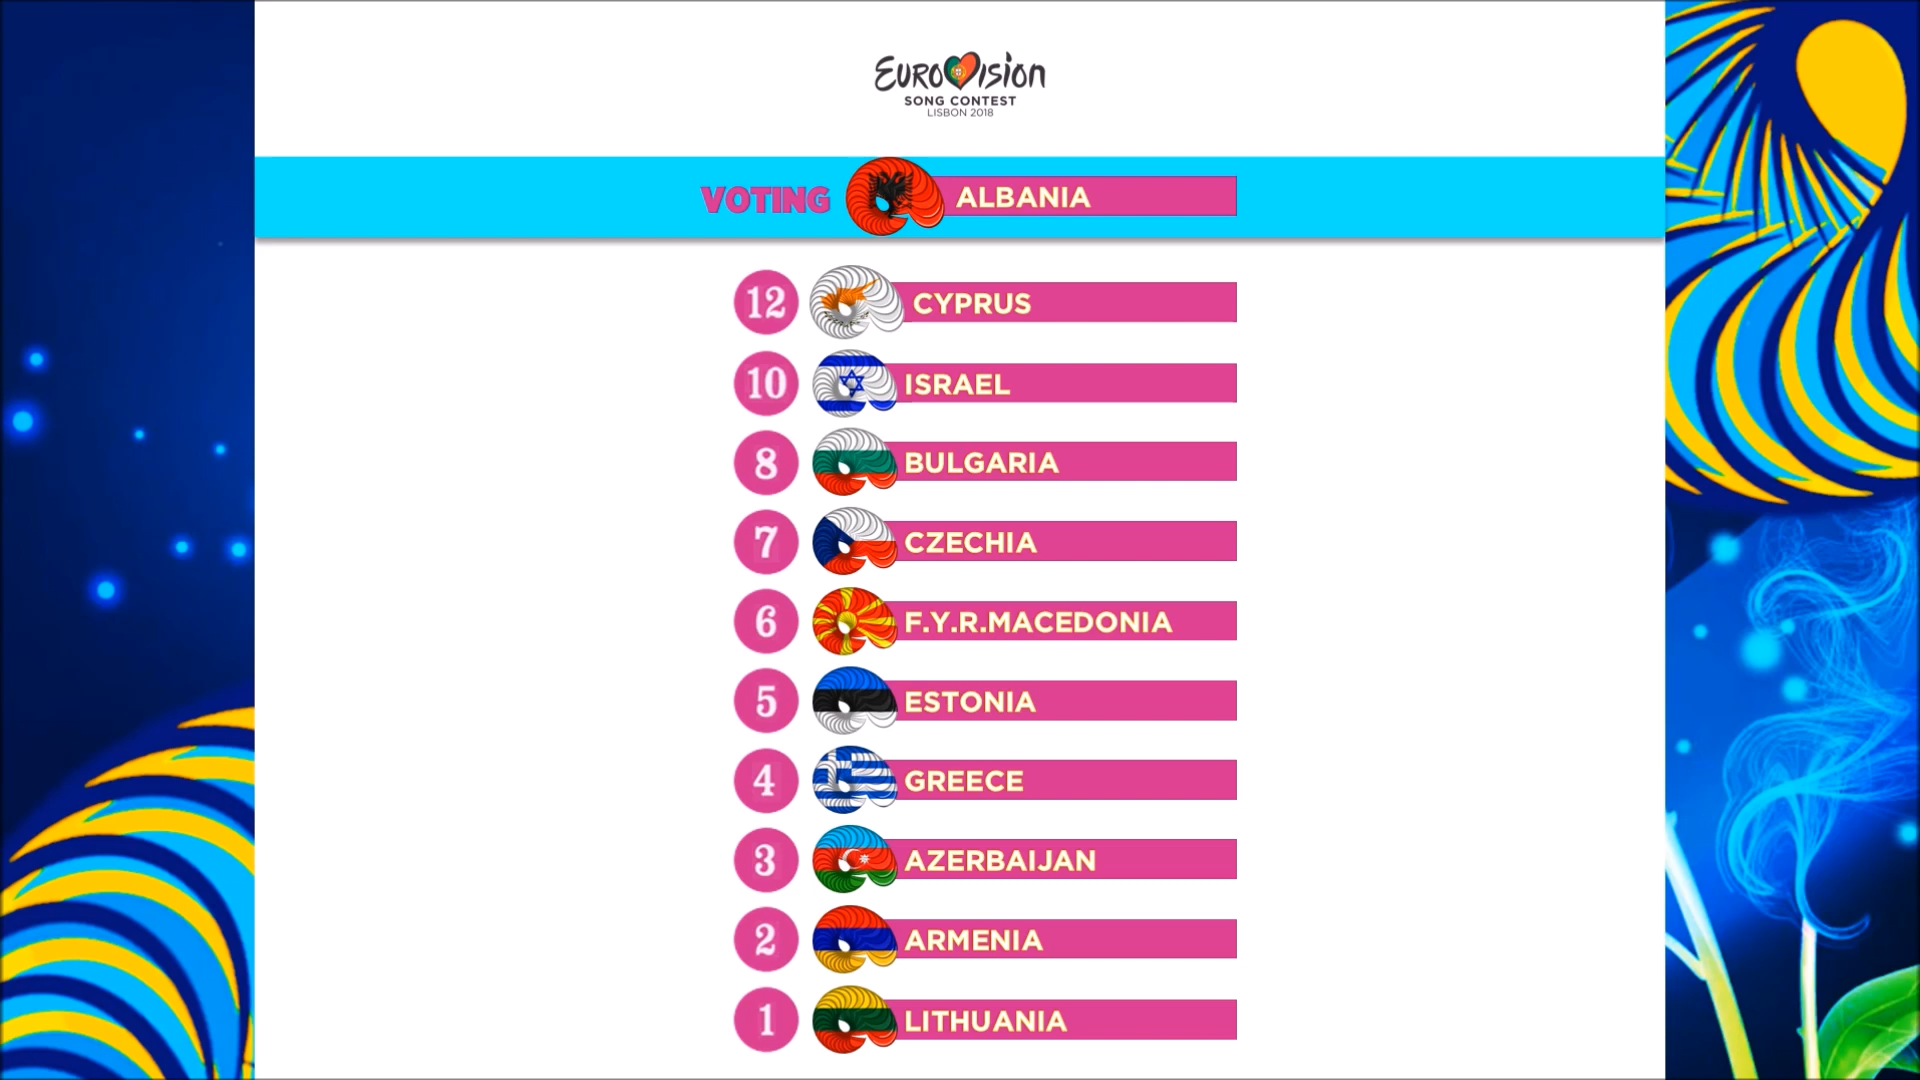 EUROVISION
SONG CONTEST
LISBON 2018
VOTING ALBANIA
12 CYPRUS
10 ISRAEL
8 BULGARIA
7 CZECHIA
6 F.Y.R.MACEDONIA
5 ESTONIA
4 GREECE
3 AZERBAIJAN
2 ARMENIA
1 LITHUANIA